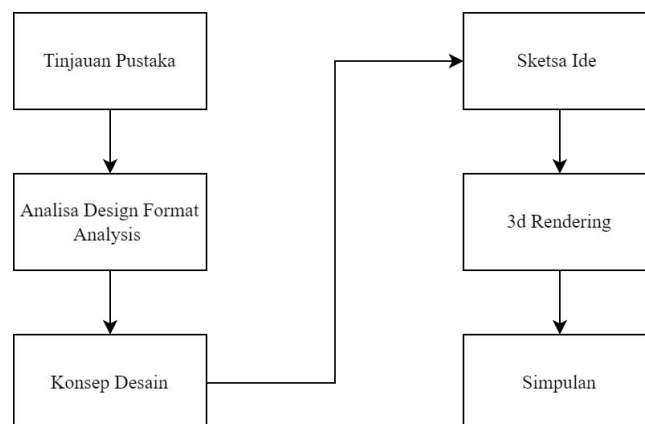 Tinjauan Pustaka
Analisa Design Format
Analysis
Konsep Desain
Sketsa Ide
3d Rendering
Simpulan